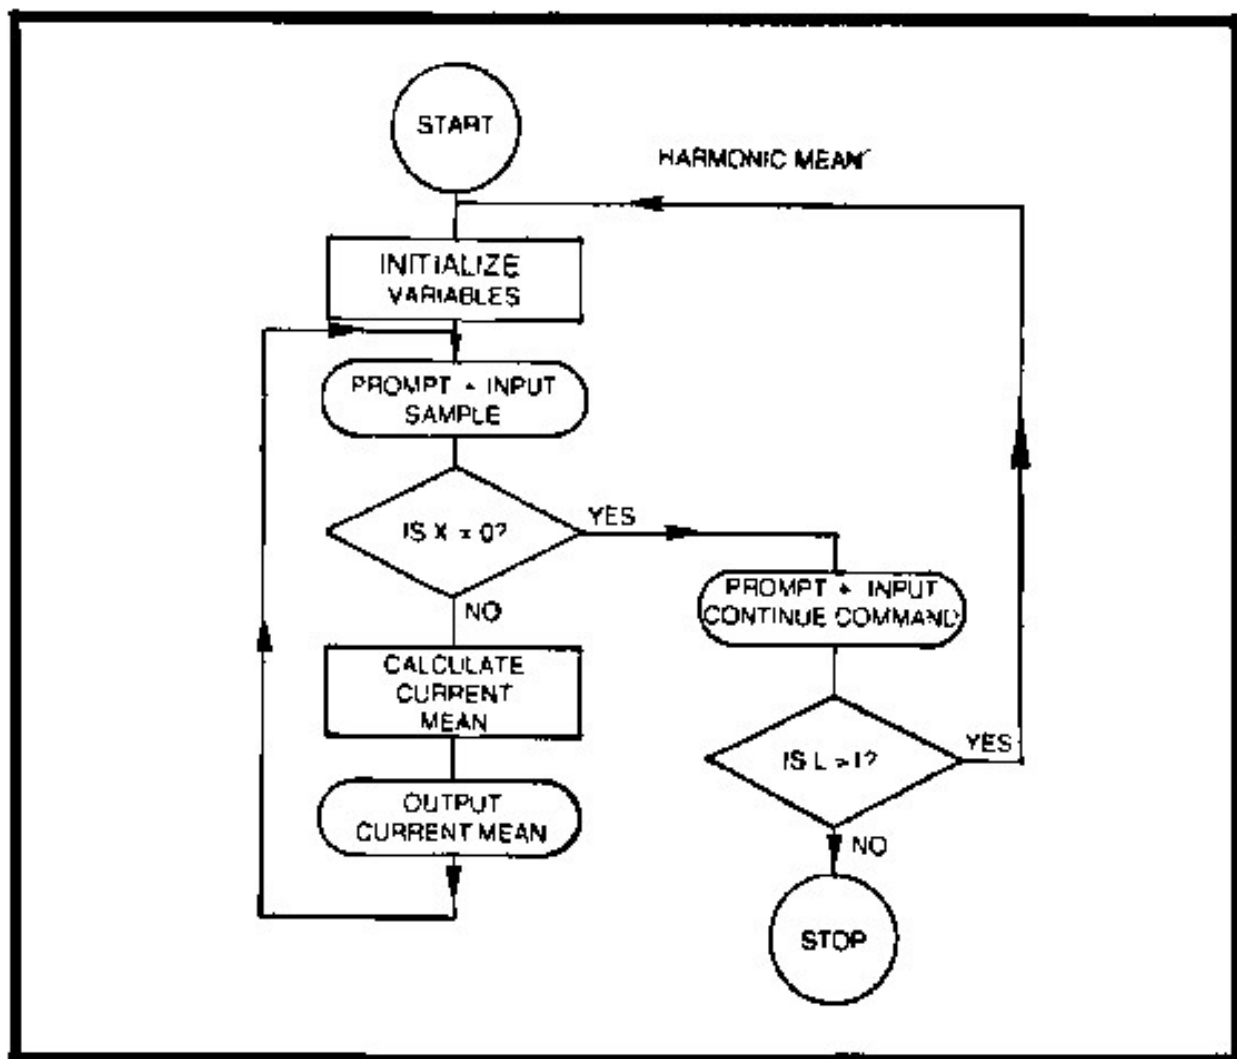 START
HARMONIC MEAN
INITIALIZE
VARIABLES
PROMPT + INPUT
SAMPLE
IS X = 0?
YES
NO
PROMPT + INPUT
CONTINUE COMMAND
CALCULATE
CURRENT
MEAN
IS L = 1?
YES
NO
OUTPUT
CURRENT MEAN
STOP